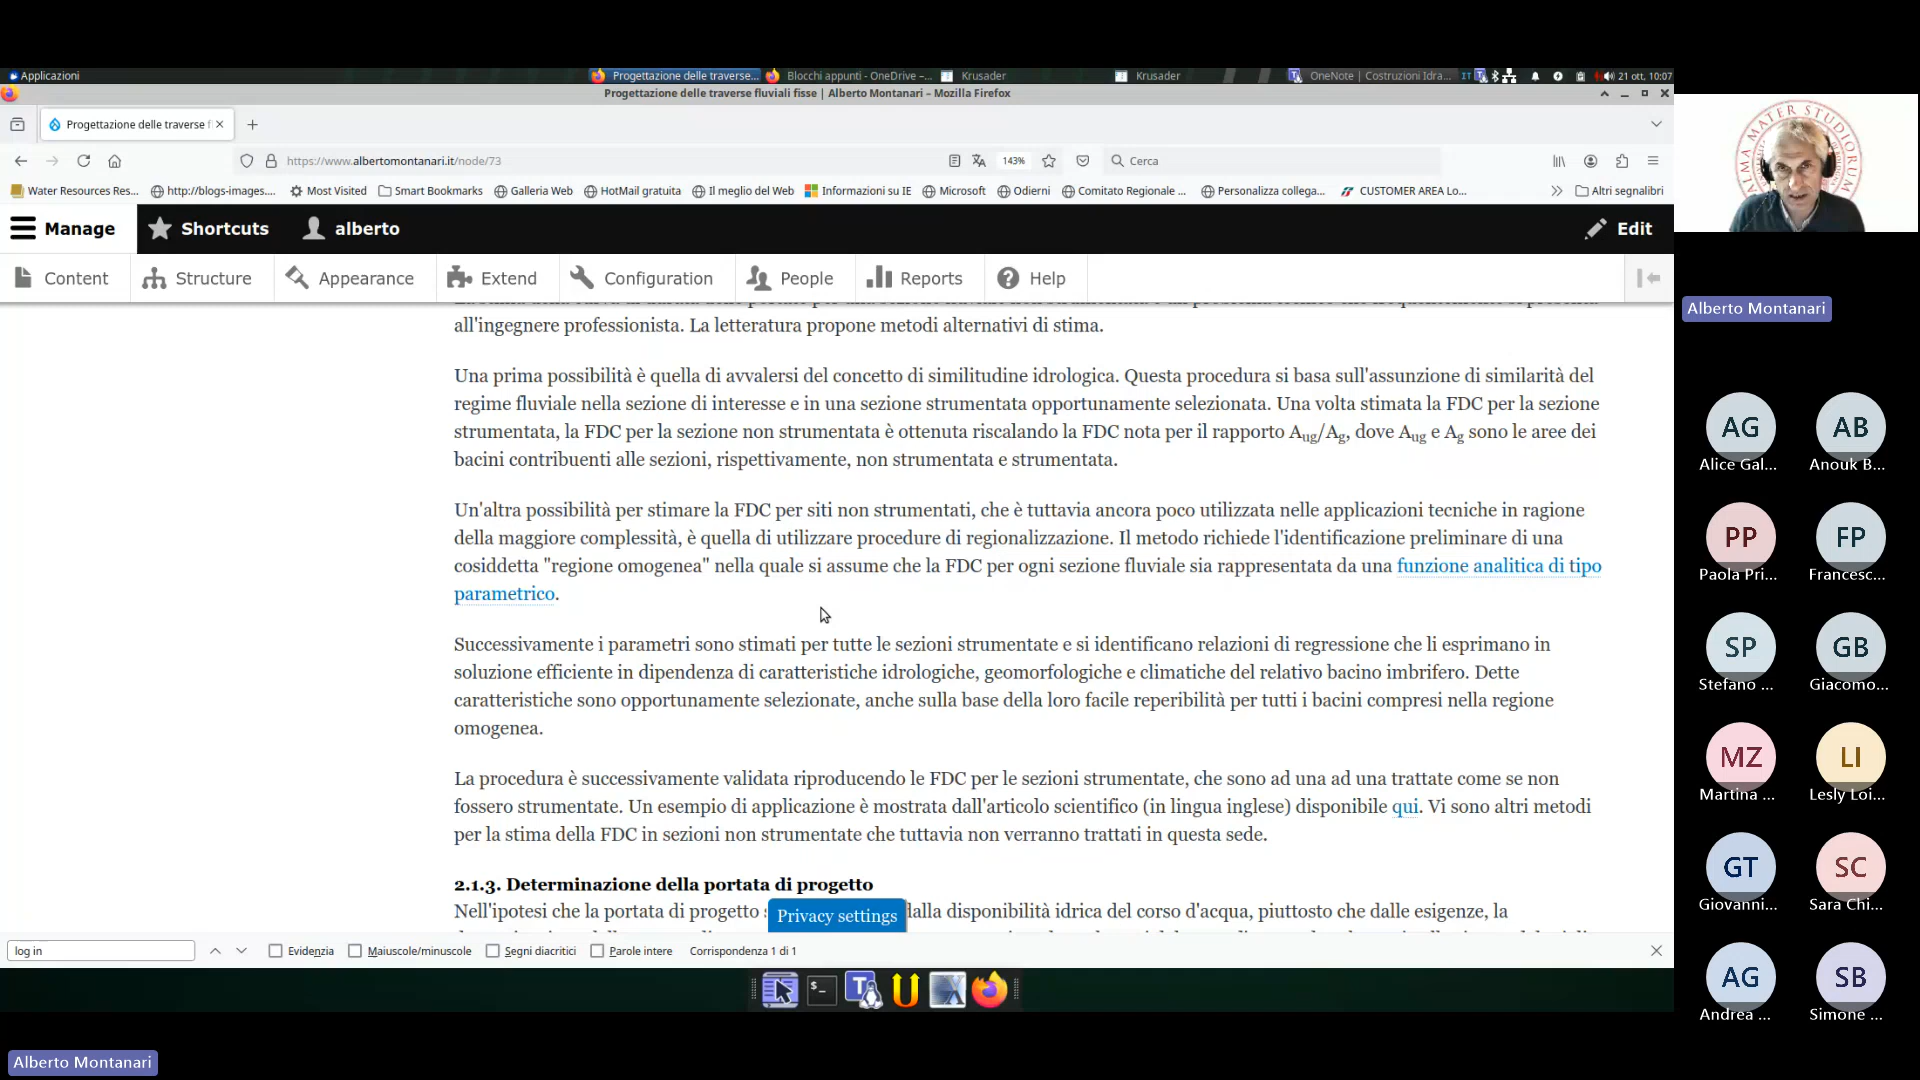 Applicazioni
Progettazione delle traverse...
Blocchi appunti - OneDrive –...
Krusader
Krusader
OneNote | Costruzioni Idra...
IT
21 ott, 10:07
Progettazione delle traverse fluviali fisse | Alberto Montanari – Mozilla Firefox
Progettazione delle traverse f
https://www.albertomontanari.it/node/73
143%
Cerca
Water Resources Res...
http://blogs-images....
Most Visited
Smart Bookmarks
Galleria Web
HotMail gratuita
Il meglio del Web
Informazioni su IE
Microsoft
Odierni
Comitato Regionale ...
Personalizza collega...
CUSTOMER AREA Lo...
Altri segnalibri
Manage
Shortcuts
alberto
Edit
Content
Structure
Appearance
Extend
Configuration
People
Reports
Help
all'ingegnere professionista. La letteratura propone metodi alternativi di stima.
Una prima possibilità è quella di avvalersi del concetto di similitudine idrologica. Questa procedura si basa sull'assunzione di similarità del
regime fluviale nella sezione di interesse e in una sezione strumentata opportunamente selezionata. Una volta stimata la FDC per la sezione
strumentata, la FDC per la sezione non strumentata è ottenuta riscalando la FDC nota per il rapporto Aug/Ag, dove Aug e Ag sono le aree dei
bacini contribuenti alle sezioni, rispettivamente, non strumentata e strumentata.
Un'altra possibilità per stimare la FDC per siti non strumentati, che è tuttavia ancora poco utilizzata nelle applicazioni tecniche in ragione
della maggiore complessità, è quella di utilizzare procedure di regionalizzazione. Il metodo richiede l'identificazione preliminare di una
cosiddetta "regione omogenea" nella quale si assume che la FDC per ogni sezione fluviale sia rappresentata da una funzione analitica di tipo
parametrico.
Successivamente i parametri sono stimati per tutte le sezioni strumentate e si identificano relazioni di regressione che li esprimano in
soluzione efficiente in dipendenza di caratteristiche idrologiche, geomorfologiche e climatiche del relativo bacino imbrifero. Dette
caratteristiche sono opportunamente selezionate, anche sulla base della loro facile reperibilità per tutti i bacini compresi nella regione
omogenea.
La procedura è successivamente validata riproducendo le FDC per le sezioni strumentate, che sono ad una ad una trattate come se non
fossero strumentate. Un esempio di applicazione è mostrata dall'articolo scientifico (in lingua inglese) disponibile qui. Vi sono altri metodi
per la stima della FDC in sezioni non strumentate che tuttavia non verranno trattati in questa sede.
2.1.3. Determinazione della portata di progetto
Nell'ipotesi che la portata di progetto dalla disponibilità idrica del corso d'acqua, piuttosto che dalle esigenze, la
Privacy settings
log in
Evidenzia
Maiuscole/minuscole
Segni diacritici
Parole intere
Corrispondenza 1 di 1
Alberto Montanari
ALMA MATER STUDIORUM
Alberto Montanari
AG
Alice Gal...
AB
Anouk B...
PP
Paola Pri...
FP
Francesc...
SP
Stefano ...
GB
Giacomo...
MZ
Martina ...
LI
Lesly Loi...
GT
Giovanni...
SC
Sara Chi...
AG
Andrea ...
SB
Simone ...